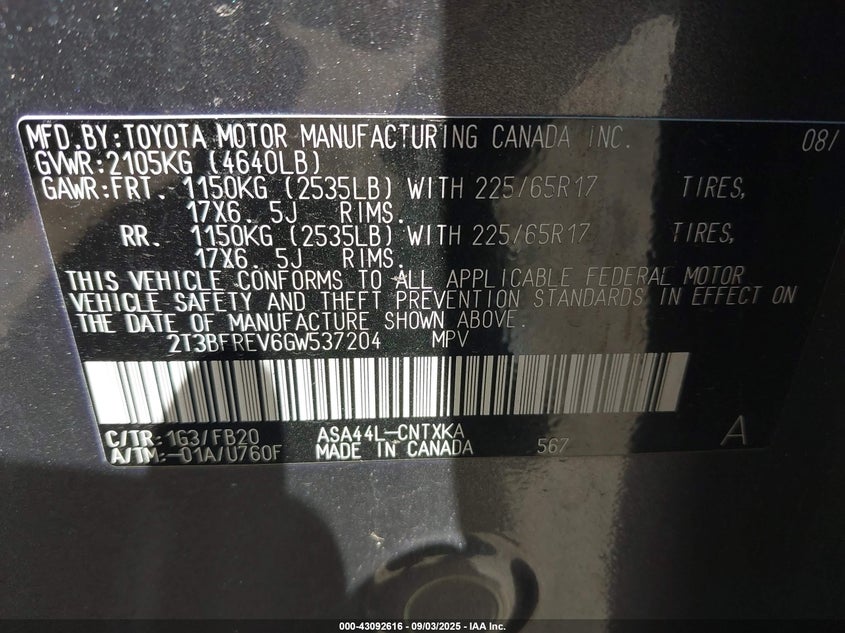 MFD.BY:TOYOTA MOTOR MANUFACTURING CANADA INC. 08/
GVWR:2105KG (4640LB)
GAWR:FRT. 1150KG (2535LB) WITH 225/65R17 TIRES,
17X6.5J RIMS.
RR. 1150KG (2535LB) WITH 225/65R17 TIRES,
17X6.5J RIMS.
THIS VEHICLE CONFORMS TO ALL APPLICABLE FEDERAL MOTOR
VEHICLE SAFETY AND THEFT PREVENTION STANDARDS IN EFFECT ON
THE DATE OF MANUFACTURE SHOWN ABOVE.
2T3BFREV6GW537204 MPV
C/TR:1G3/FB20 ASA44L-CNTXKA A
A/TM:-01A/U760F MADE IN CANADA 567
000-43092616 - 09/03/2025 - IAA Inc.